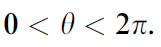 0 < θ < 2π.